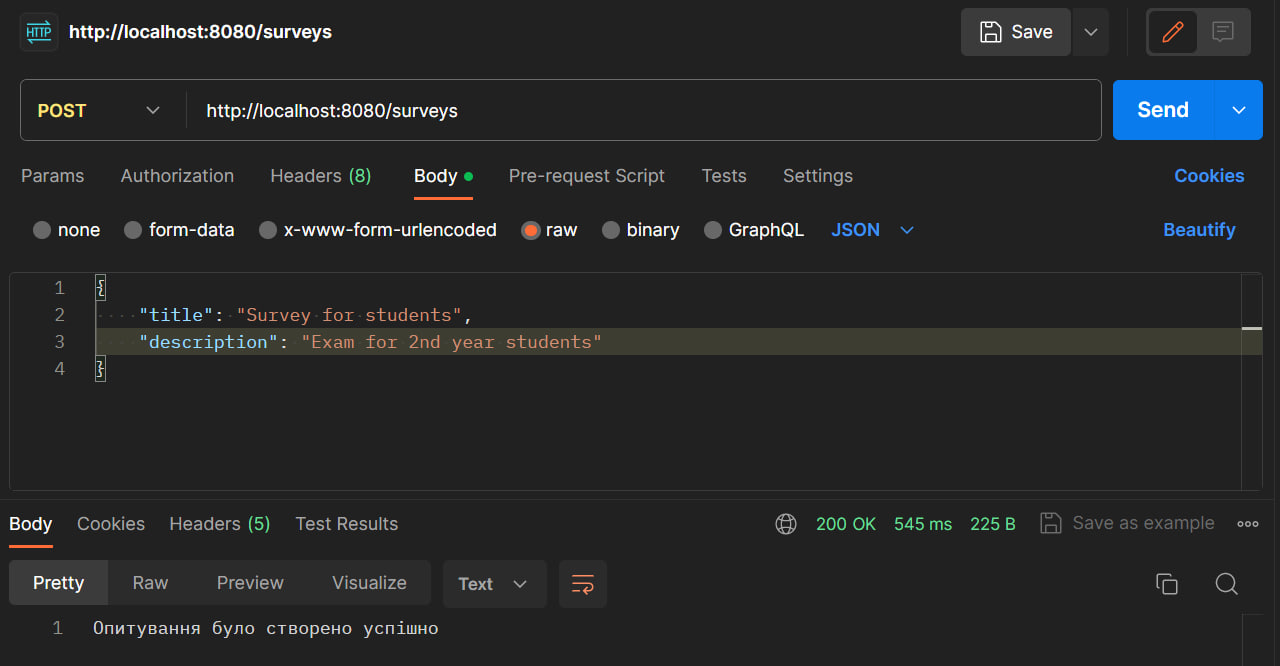 HTTP http://localhost:8080/surveys Save
POST http://localhost:8080/surveys Send
Params Authorization Headers (8) Body Pre-request Script Tests Settings Cookies
none form-data x-www-form-urlencoded raw binary GraphQL JSON Beautify
1 {
2 "title": "Survey for students",
3 "description": "Exam for 2nd year students"
4 }
Body Cookies Headers (5) Test Results 200 OK 545 ms 225 B Save as example
Pretty Raw Preview Visualize Text
1 Опитування було створено успішно